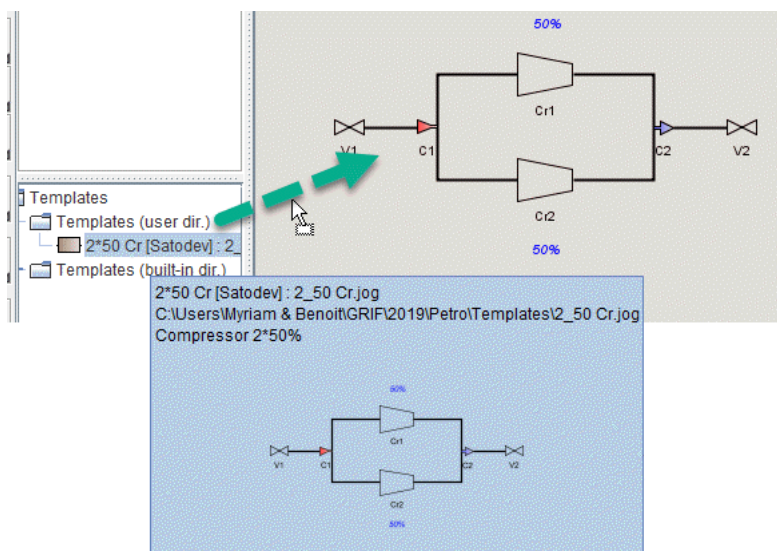 50%
Cr1
V1
C1
C2
V2
Cr2
50%
Templates
Templates (user dir.)
2*50 Cr [Satodev] : 2_
Templates (built-in dir.)
2*50 Cr [Satodev] : 2_50 Cr.jog
C:\Users\Myriam & Benoit\GRIF\2019\Petro\Templates\2_50 Cr.jog
Compressor 2*50%
50%
Cr1
V1
C1
C2
V2
Cr2
50%